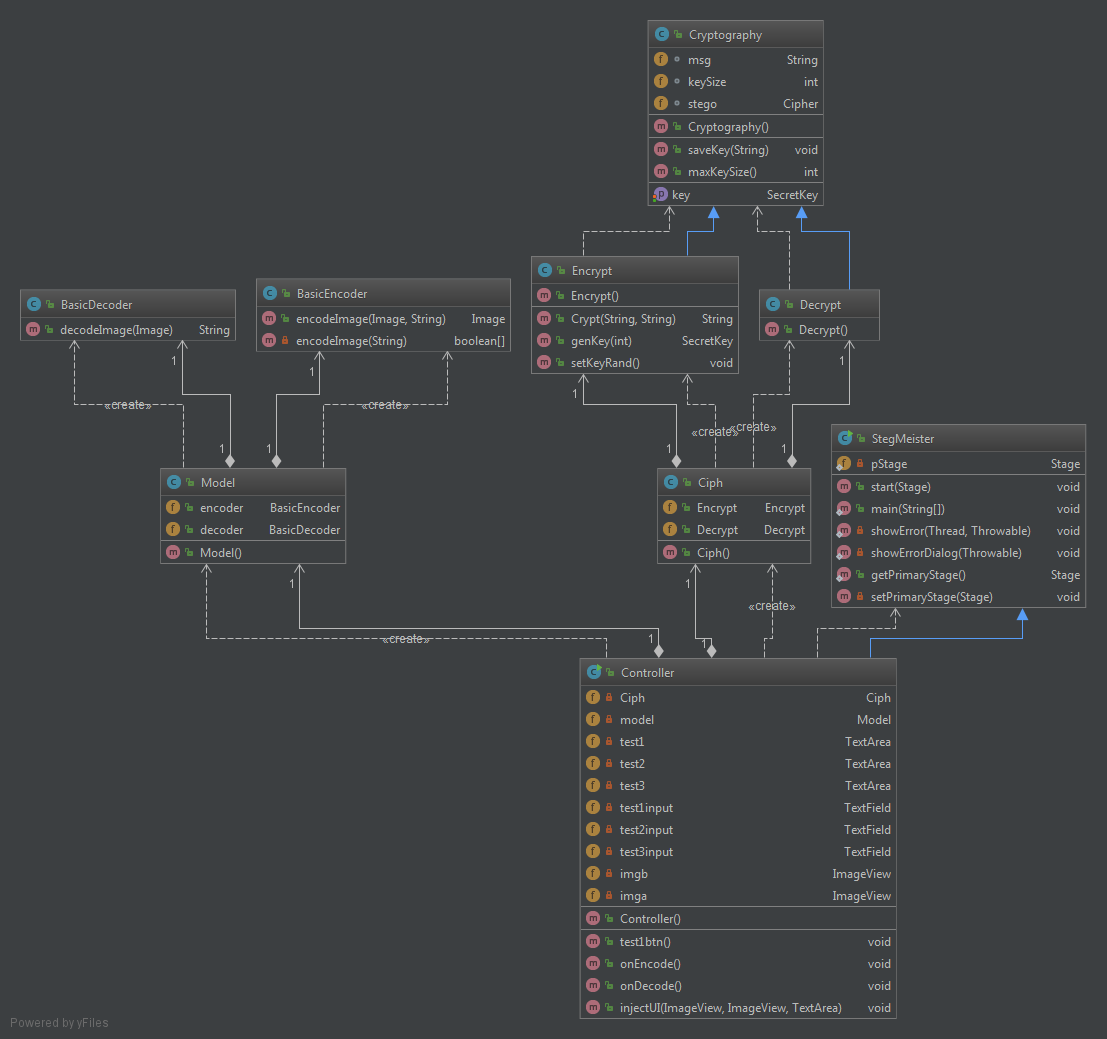 Cryptography
msg String
keySize int
stego Cipher
Cryptography()
saveKey(String) void
maxKeySize() int
key SecretKey
Encrypt
Encrypt()
Crypt(String, String) String
genKey(int) SecretKey
setKeyRand() void
Decrypt
Decrypt()
BasicDecoder
decodeImage(Image) String
BasicEncoder
encodeImage(Image, String) Image
encodeImage(String) boolean[]
1
1
1
1
«create»
«create»
«create»
«create»
1
1
1
1
Model
encoder BasicEncoder
decoder BasicDecoder
Model()
Ciph
Encrypt Encrypt
Decrypt Decrypt
Ciph()
StegMeister
pStage Stage
start(Stage) void
main(String[]) void
showError(Thread, Throwable) void
showErrorDialog(Throwable) void
getPrimaryStage() Stage
setPrimaryStage(Stage) void
1
1
«create»
«create»
1
1
Controller
Ciph Ciph
model Model
test1 TextArea
test2 TextArea
test3 TextArea
test1input TextField
test2input TextField
test3input TextField
imgb ImageView
imga ImageView
Controller()
test1btn() void
onEncode() void
onDecode() void
injectUI(ImageView, ImageView, TextArea) void
Powered by yFiles